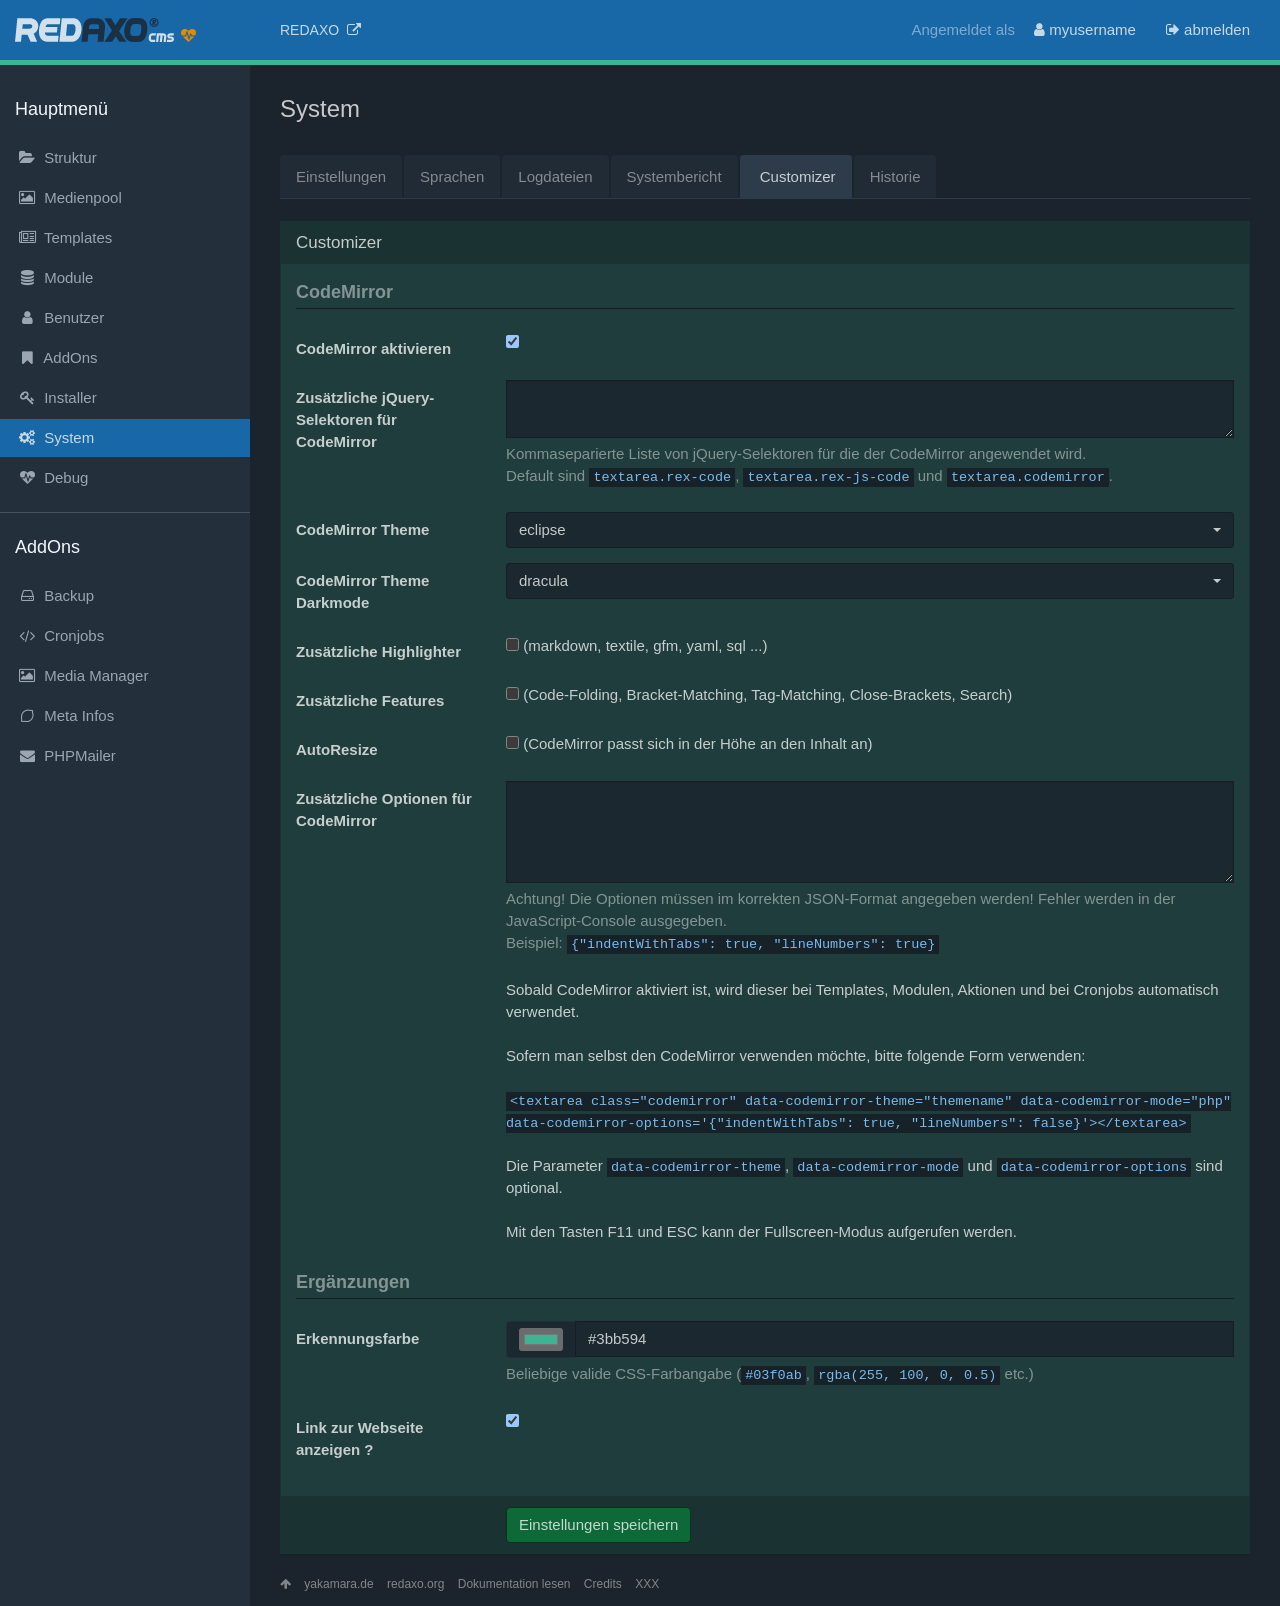 REDAXO® cms
REDAXO
Angemeldet als myusername abmelden
Hauptmenü
Struktur
Medienpool
Templates
Module
Benutzer
AddOns
Installer
System
Debug
AddOns
Backup
Cronjobs
Media Manager
Meta Infos
PHPMailer
System
Einstellungen Sprachen Logdateien Systembericht Customizer Historie
Customizer
CodeMirror
CodeMirror aktivieren
Zusätzliche jQuery-
Selektoren für
CodeMirror
Kommaseparierte Liste von jQuery-Selektoren für die der CodeMirror angewendet wird.
Default sind textarea.rex-code, textarea.rex-js-code und textarea.codemirror.
CodeMirror Theme
eclipse
CodeMirror Theme
Darkmode
dracula
Zusätzliche Highlighter
(markdown, textile, gfm, yaml, sql ...)
Zusätzliche Features
(Code-Folding, Bracket-Matching, Tag-Matching, Close-Brackets, Search)
AutoResize
(CodeMirror passt sich in der Höhe an den Inhalt an)
Zusätzliche Optionen für
CodeMirror
Achtung! Die Optionen müssen im korrekten JSON-Format angegeben werden! Fehler werden in der
JavaScript-Console ausgegeben.
Beispiel: {"indentWithTabs": true, "lineNumbers": true}
Sobald CodeMirror aktiviert ist, wird dieser bei Templates, Modulen, Aktionen und bei Cronjobs automatisch
verwendet.
Sofern man selbst den CodeMirror verwenden möchte, bitte folgende Form verwenden:
<textarea class="codemirror" data-codemirror-theme="themename" data-codemirror-mode="php"
data-codemirror-options='{"indentWithTabs": true, "lineNumbers": false}'></textarea>
Die Parameter data-codemirror-theme, data-codemirror-mode und data-codemirror-options sind
optional.
Mit den Tasten F11 und ESC kann der Fullscreen-Modus aufgerufen werden.
Ergänzungen
Erkennungsfarbe
#3bb594
Beliebige valide CSS-Farbangabe (#03f0ab, rgba(255, 100, 0, 0.5) etc.)
Link zur Webseite
anzeigen ?
Einstellungen speichern
yakamara.de redaxo.org Dokumentation lesen Credits XXX